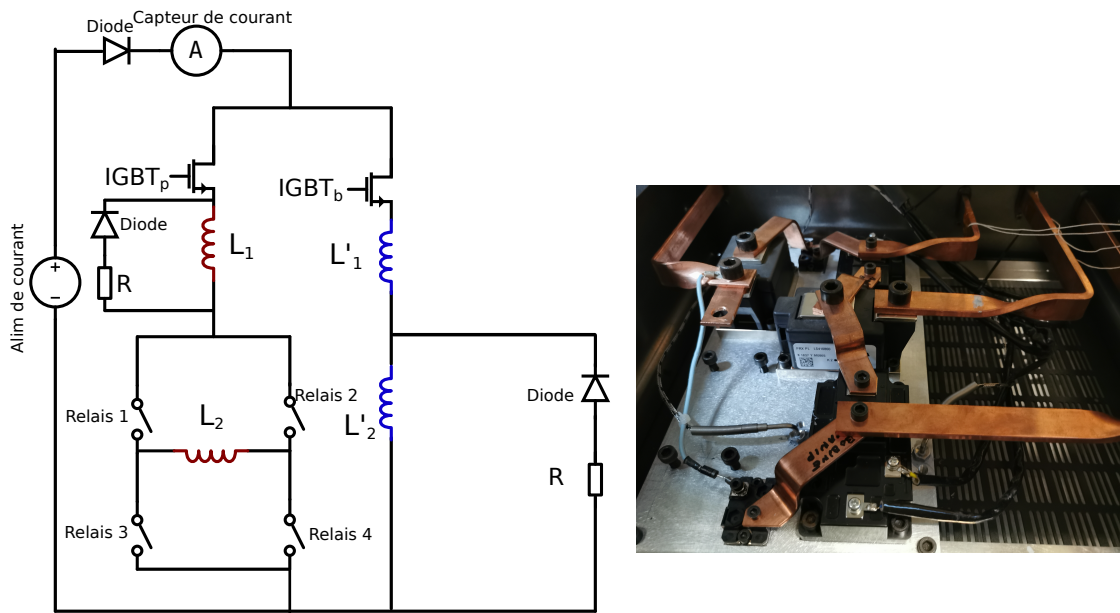 Diode
Capteur de courant
A
IGBTp
IGBTb
Diode
L1
L'1
R
Alim de courant
+
−
Relais 1
Relais 2
L2
L'2
Diode
R
Relais 3
Relais 4